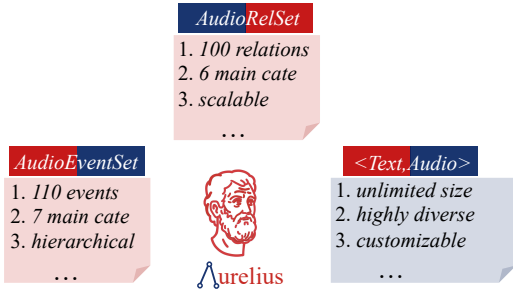 AudioRelSet
1. 100 relations
2. 6 main cate
3. scalable
...
AudioEventSet
1. 110 events
2. 7 main cate
3. hierarchical
...
<Text,Audio>
1. unlimited size
2. highly diverse
3. customizable
...
Aurelius